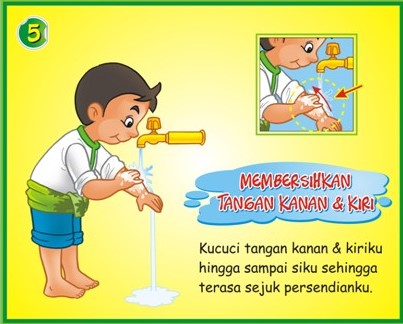 5
MEMBERSIHKAN
TANGAN KANAN & KIRI
Kucuci tangan kanan & kiriku
hingga sampai siku sehingga
terasa sejuk persendianku.